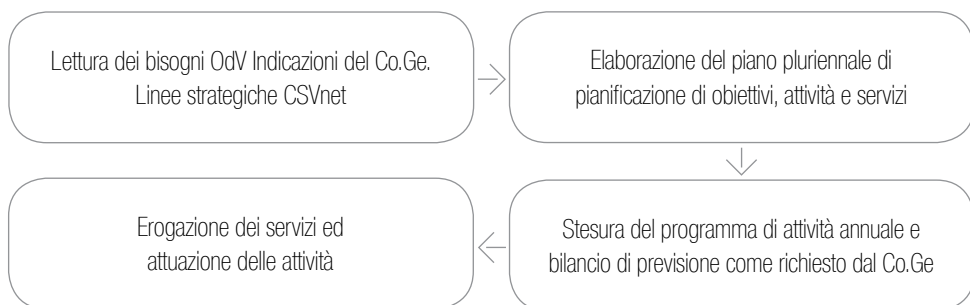 Lettura dei bisogni OdV Indicazioni del Co.Ge.
Linee strategiche CSVnet
Elaborazione del piano pluriennale di
pianificazione di obiettivi, attività e servizi
Stesura del programma di attività annuale e
bilancio di previsione come richiesto dal Co.Ge
Erogazione dei servizi ed
attuazione delle attività